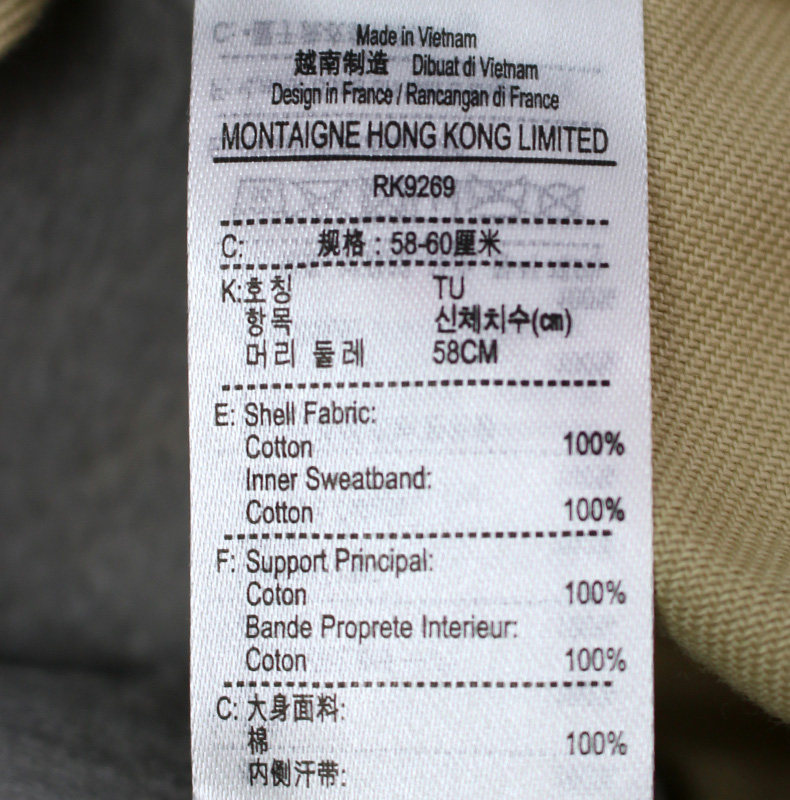 Made in Vietnam
越南制造 Dibuat di Vietnam
Design in France / Rancangan di France
MONTAIGNE HONG KONG LIMITED
RK9269
C: 规格：58-60厘米
K:호칭 TU
항목 신체치수(㎝)
머리 둘레 58CM
E: Shell Fabric:
Cotton 100%
Inner Sweatband:
Cotton 100%
F: Support Principal:
Coton 100%
Bande Proprete Interieur:
Coton 100%
C: 大身面料:
棉 100%
内侧汗带: